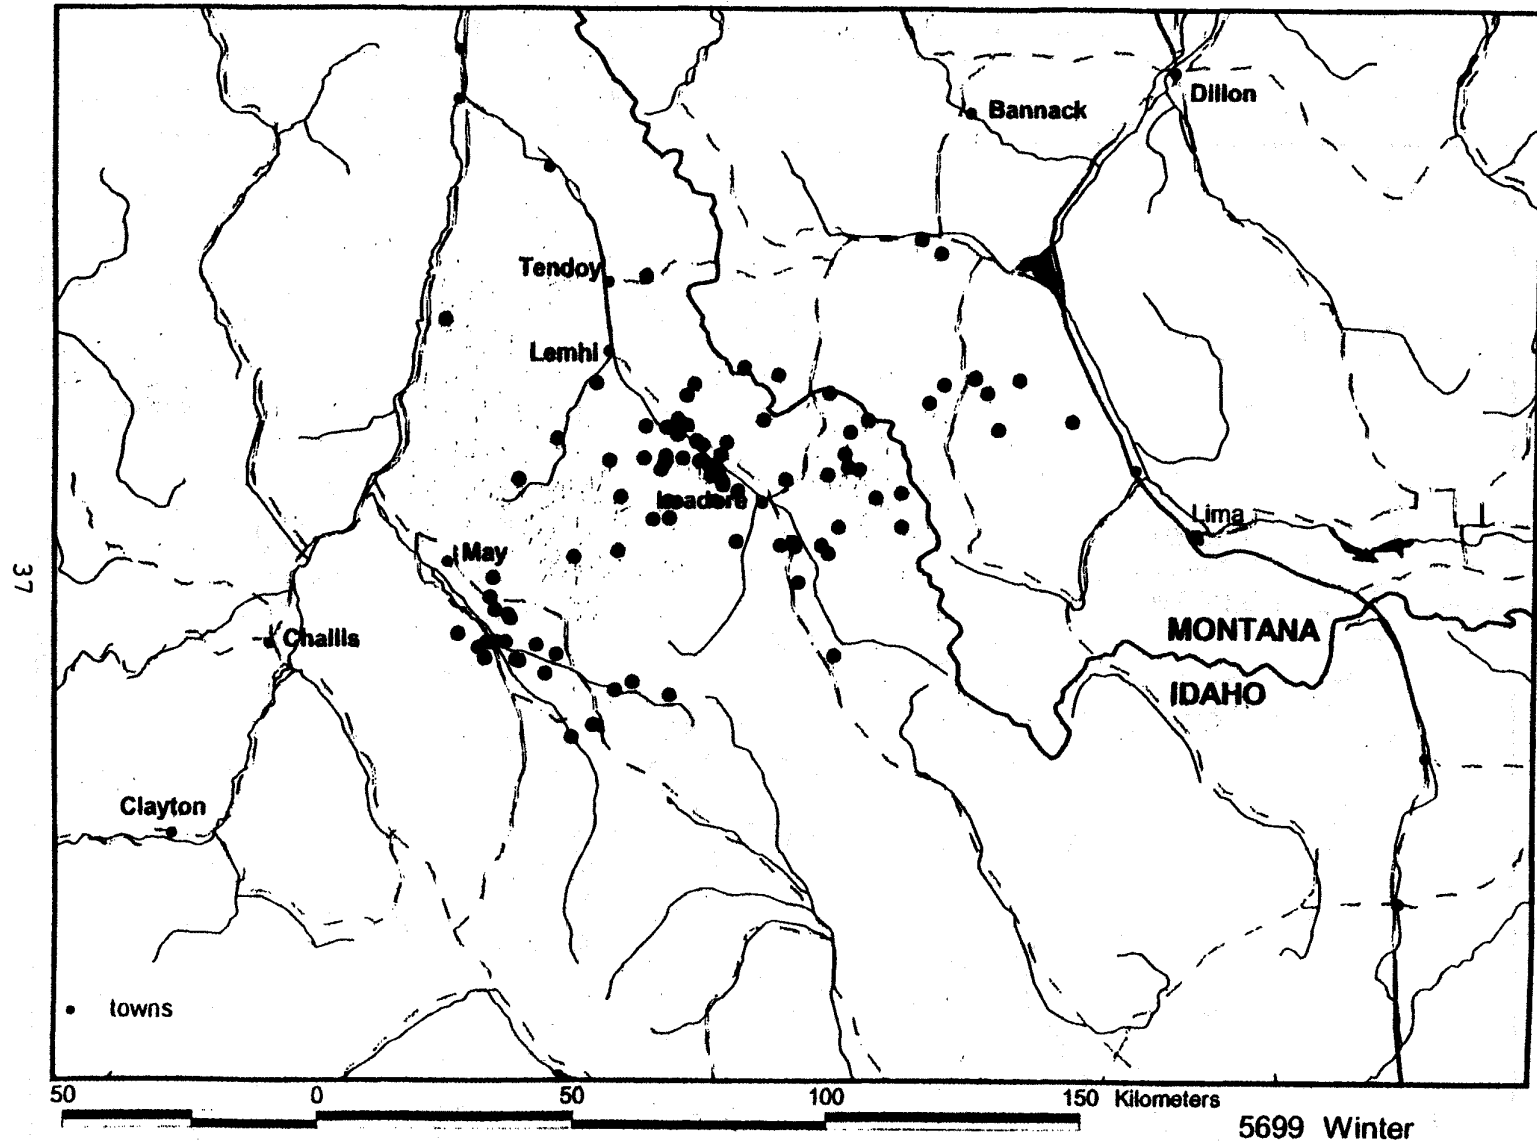 Dillon
Bannack
Tendoy
Lemhi
Leadore
May
Lima
Challis
MONTANA
IDAHO
Clayton
towns
37
50 0 50 100 150 Kilometers
5699 Winter